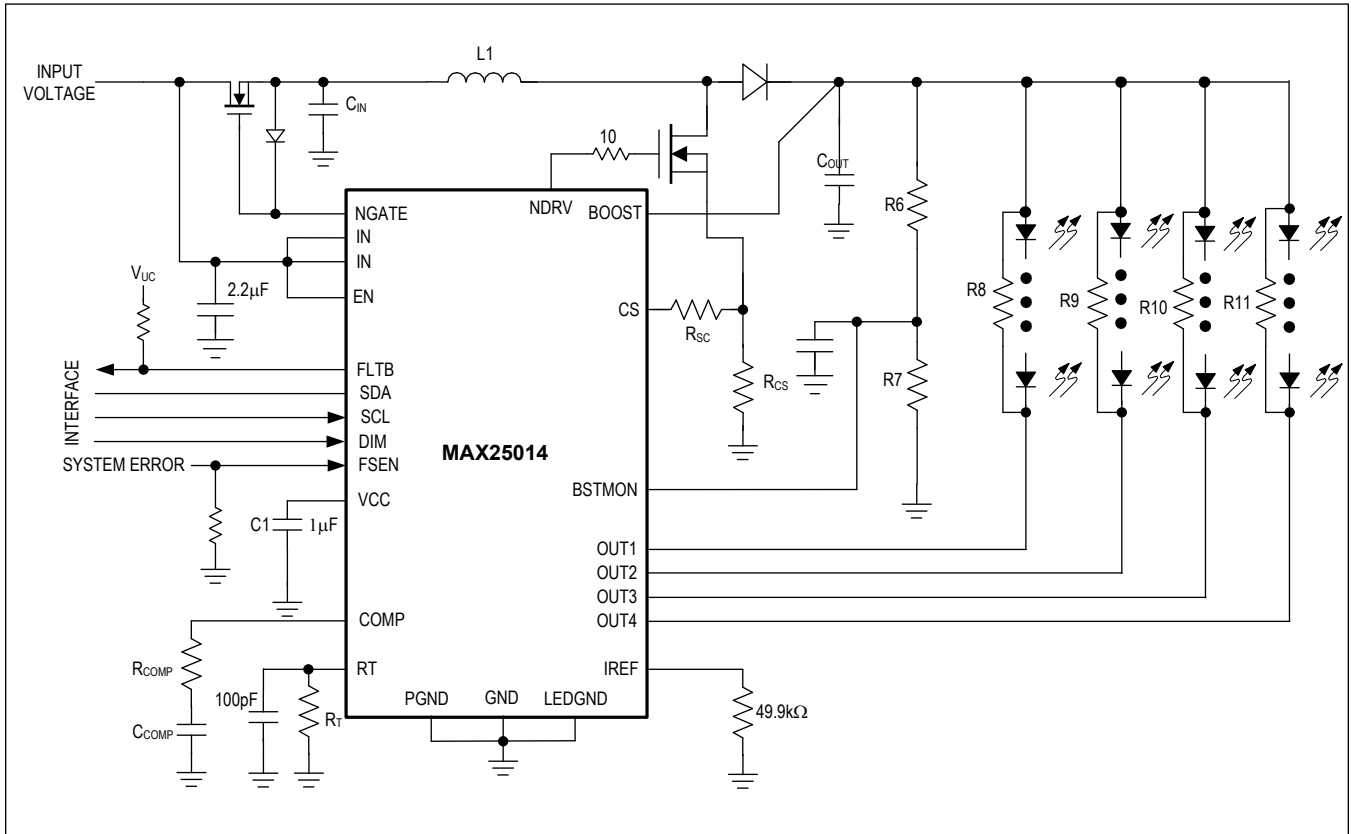 L1
INPUT
VOLTAGE
CIN
10
COUT
R6
NDRV
BOOST
NGATE
IN
IN
EN
VUC
2.2μF
CS
RSC
R8
R9
R10
R11
RCS
R7
INTERFACE
FLTB
SDA
SCL
DIM
SYSTEM ERROR
FSEN
MAX25014
VCC
C1
1μF
BSTMON
OUT1
OUT2
OUT3
OUT4
COMP
RCOMP
CCOMP
RT
100pF
RT
IREF
PGND
GND
LEDGND
49.9kΩ